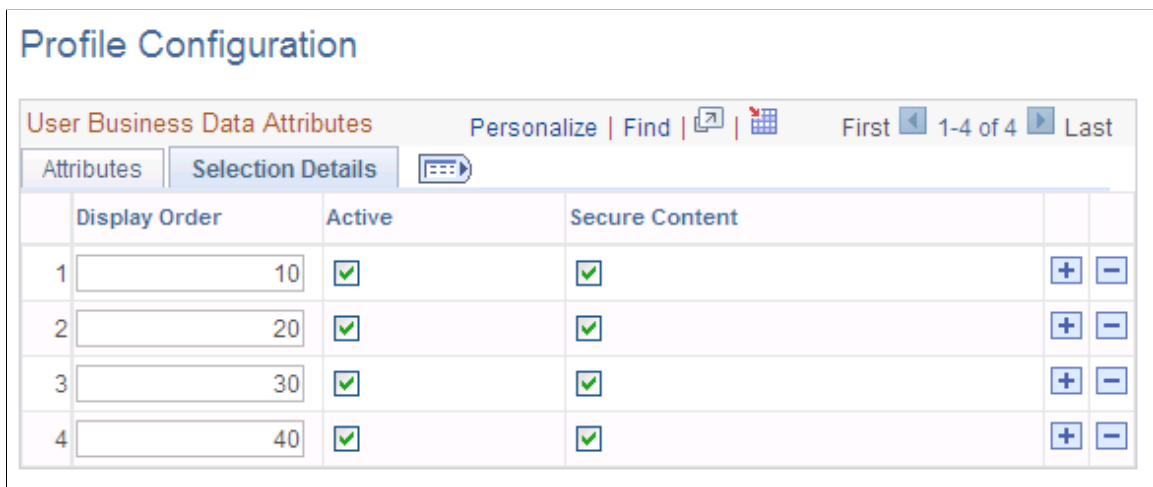 Profile Configuration
User Business Data Attributes Personalize | Find | | First 1-4 of 4 Last
Attributes Selection Details
Display Order Active Secure Content
1 10
2 20
3 30
4 40